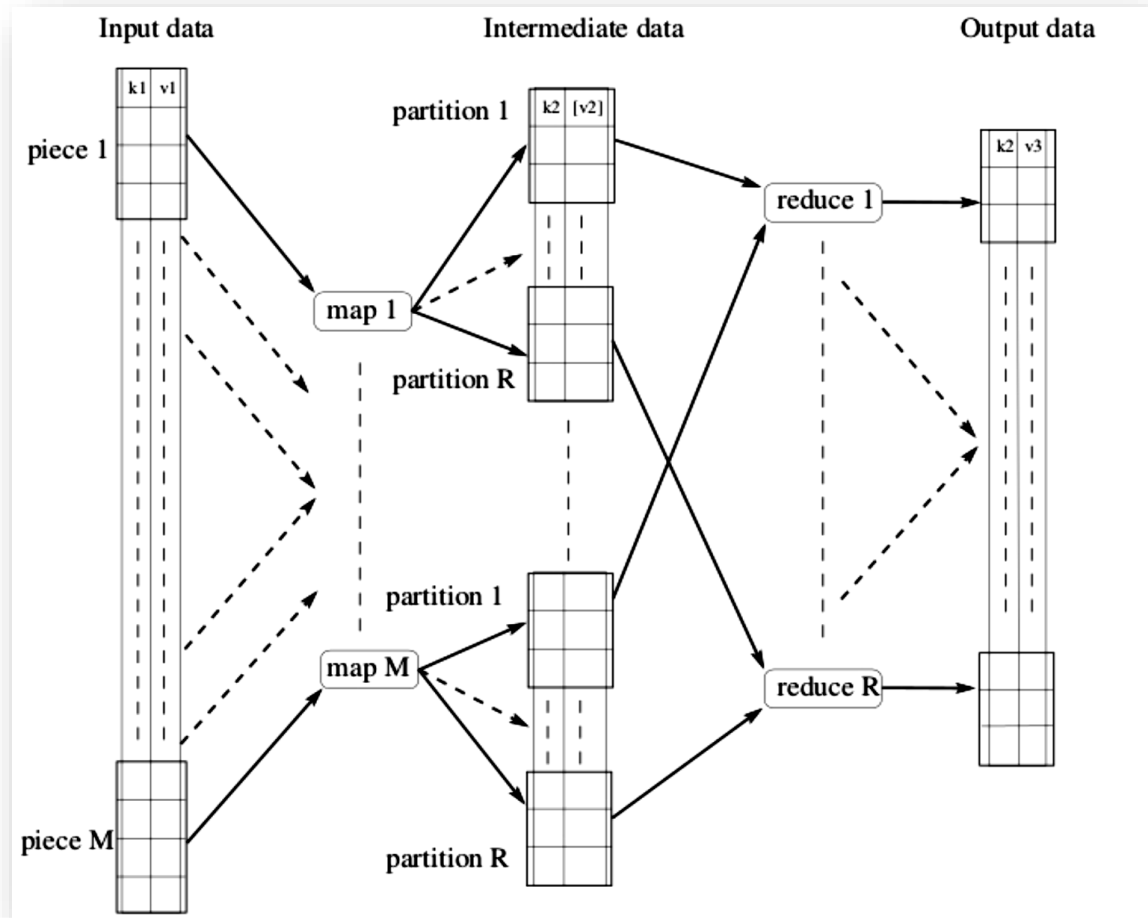 Input data
Intermediate data
Output data
k1 v1
piece 1
partition 1
k2 [v2]
k2 v3
reduce 1
map 1
partition R
partition 1
map M
reduce R
piece M
partition R